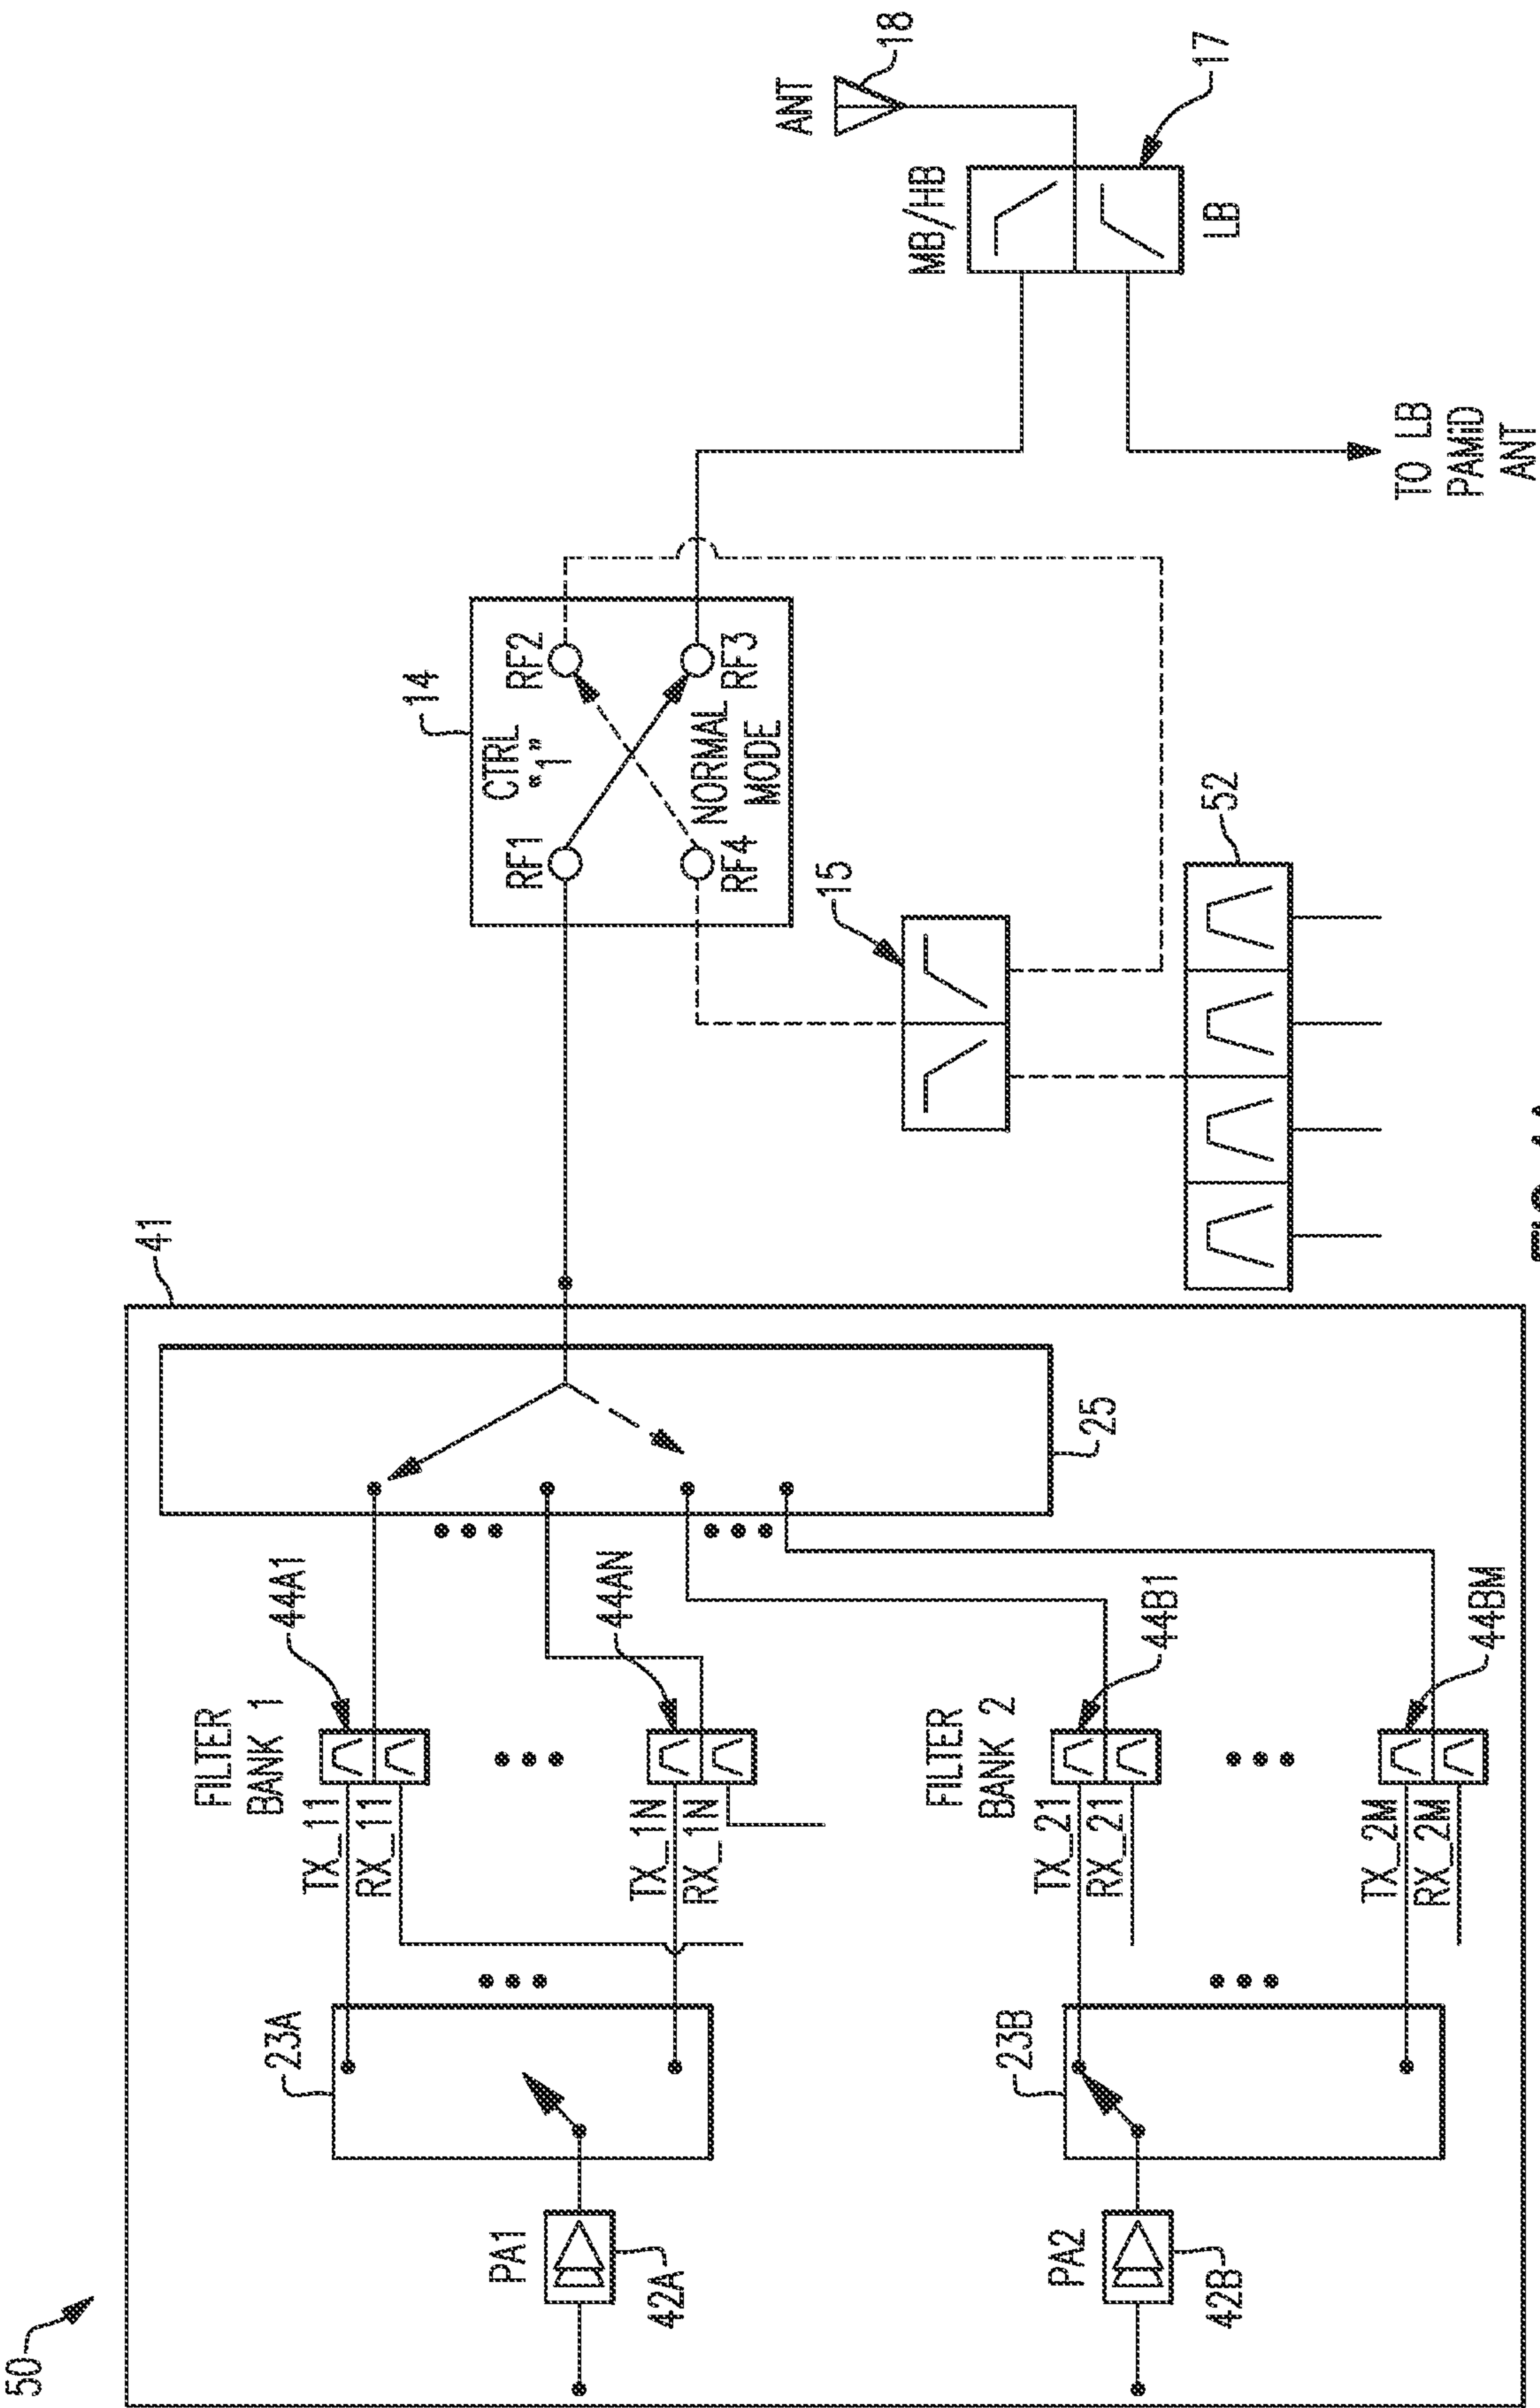 50
41
PA1
42A
23A
FILTER
BANK 1
TX_11
RX_11
44A1
TX_1N
RX_1N
44AN
PA2
42B
23B
FILTER
BANK 2
TX_21
RX_21
44B1
TX_2M
RX_2M
44BM
25
14
CTRL
"1"
RF1
RF2
RF4
RF3
NORMAL
MODE
15
52
MB/HB
LB
ANT
18
17
TO LB
PAMiD
ANT